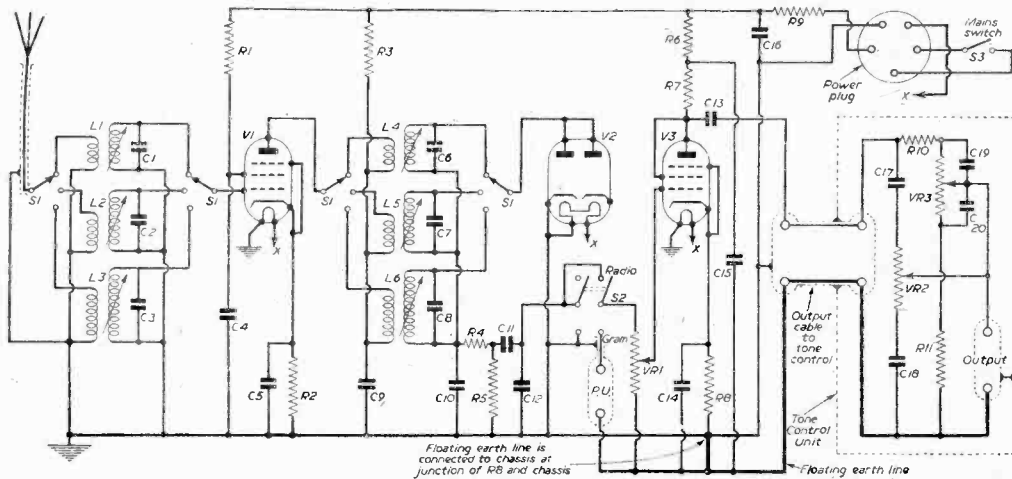 R1
R3
R6
R7
C16
R9
Mains
switch
S3
Power
plug
X
L1
C1
L2
C2
L3
C3
S1
S1
V1
X
C4
C5
R2
S1
L4
C6
L5
C7
L6
C8
S1
V2
X
C9
C10
R4
R5
C11
C12
Radio
S2
Gram
P.U.
VR1
V3
X
C13
C14
R8
C15
R10
C17
VR3
C19
C20
VR2
C18
R11
Output
Output
cable
to tone
control
Tone
Control
Unit
Floating earth line is
connected to chassis at
junction of R8 and chassis
Floating earth line